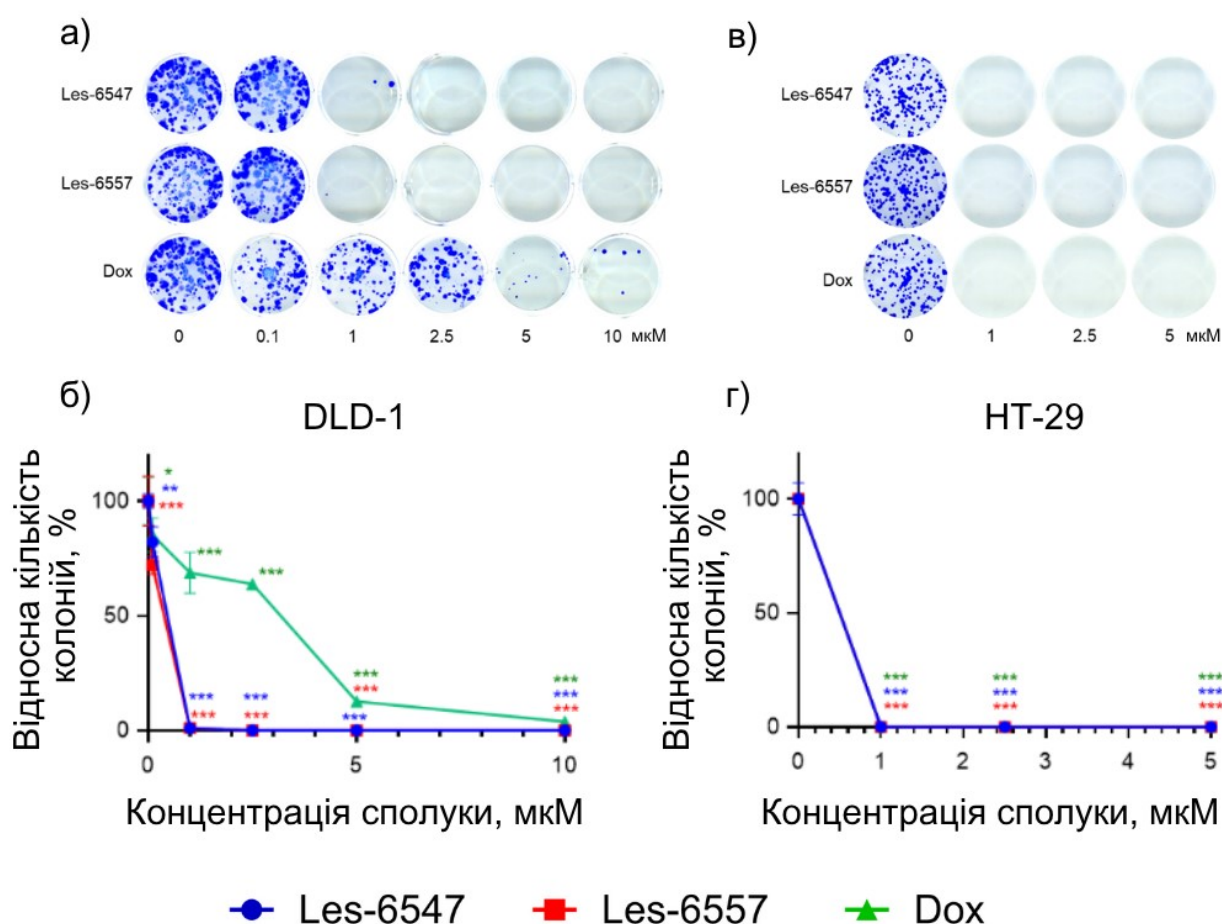 а)
Les-6547
Les-6557
Dox
0 0.1 1 2.5 5 10 мкМ
в)
Les-6547
Les-6557
Dox
0 1 2.5 5 мкМ
б)
DLD-1
Відносна кількість
колоній, %
100
50
0
* ** ***
*** *** ***
*** *** ***
*** *** ***
*** *** ***
0 5 10
Концентрація сполуки, мкМ
г)
HT-29
Відносна кількість
колоній, %
100
50
0
*** *** ***
*** *** ***
*** *** ***
0 1 2 3 4 5
Концентрація сполуки, мкМ
Les-6547 Les-6557 Dox